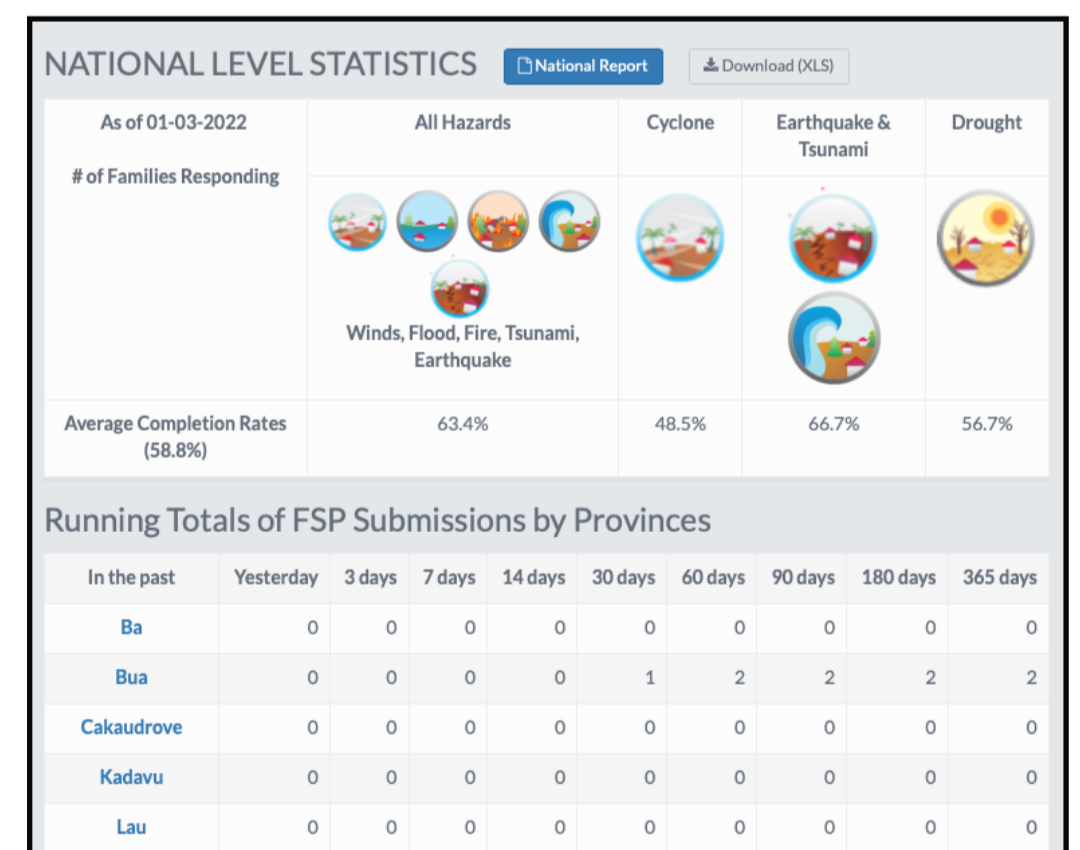 NATIONAL LEVEL STATISTICS National Report Download (XLS)
As of 01-03-2022 All Hazards Cyclone Earthquake & Tsunami Drought
# of Families Responding
Winds, Flood, Fire, Tsunami,
Earthquake
Average Completion Rates (58.8%) 63.4% 48.5% 66.7% 56.7%
Running Totals of FSP Submissions by Provinces
In the past Yesterday 3 days 7 days 14 days 30 days 60 days 90 days 180 days 365 days
Ba 0 0 0 0 0 0 0 0 0
Bua 0 0 0 0 1 2 2 2 2
Cakaudrove 0 0 0 0 0 0 0 0 0
Kadavu 0 0 0 0 0 0 0 0 0
Lau 0 0 0 0 0 0 0 0 0